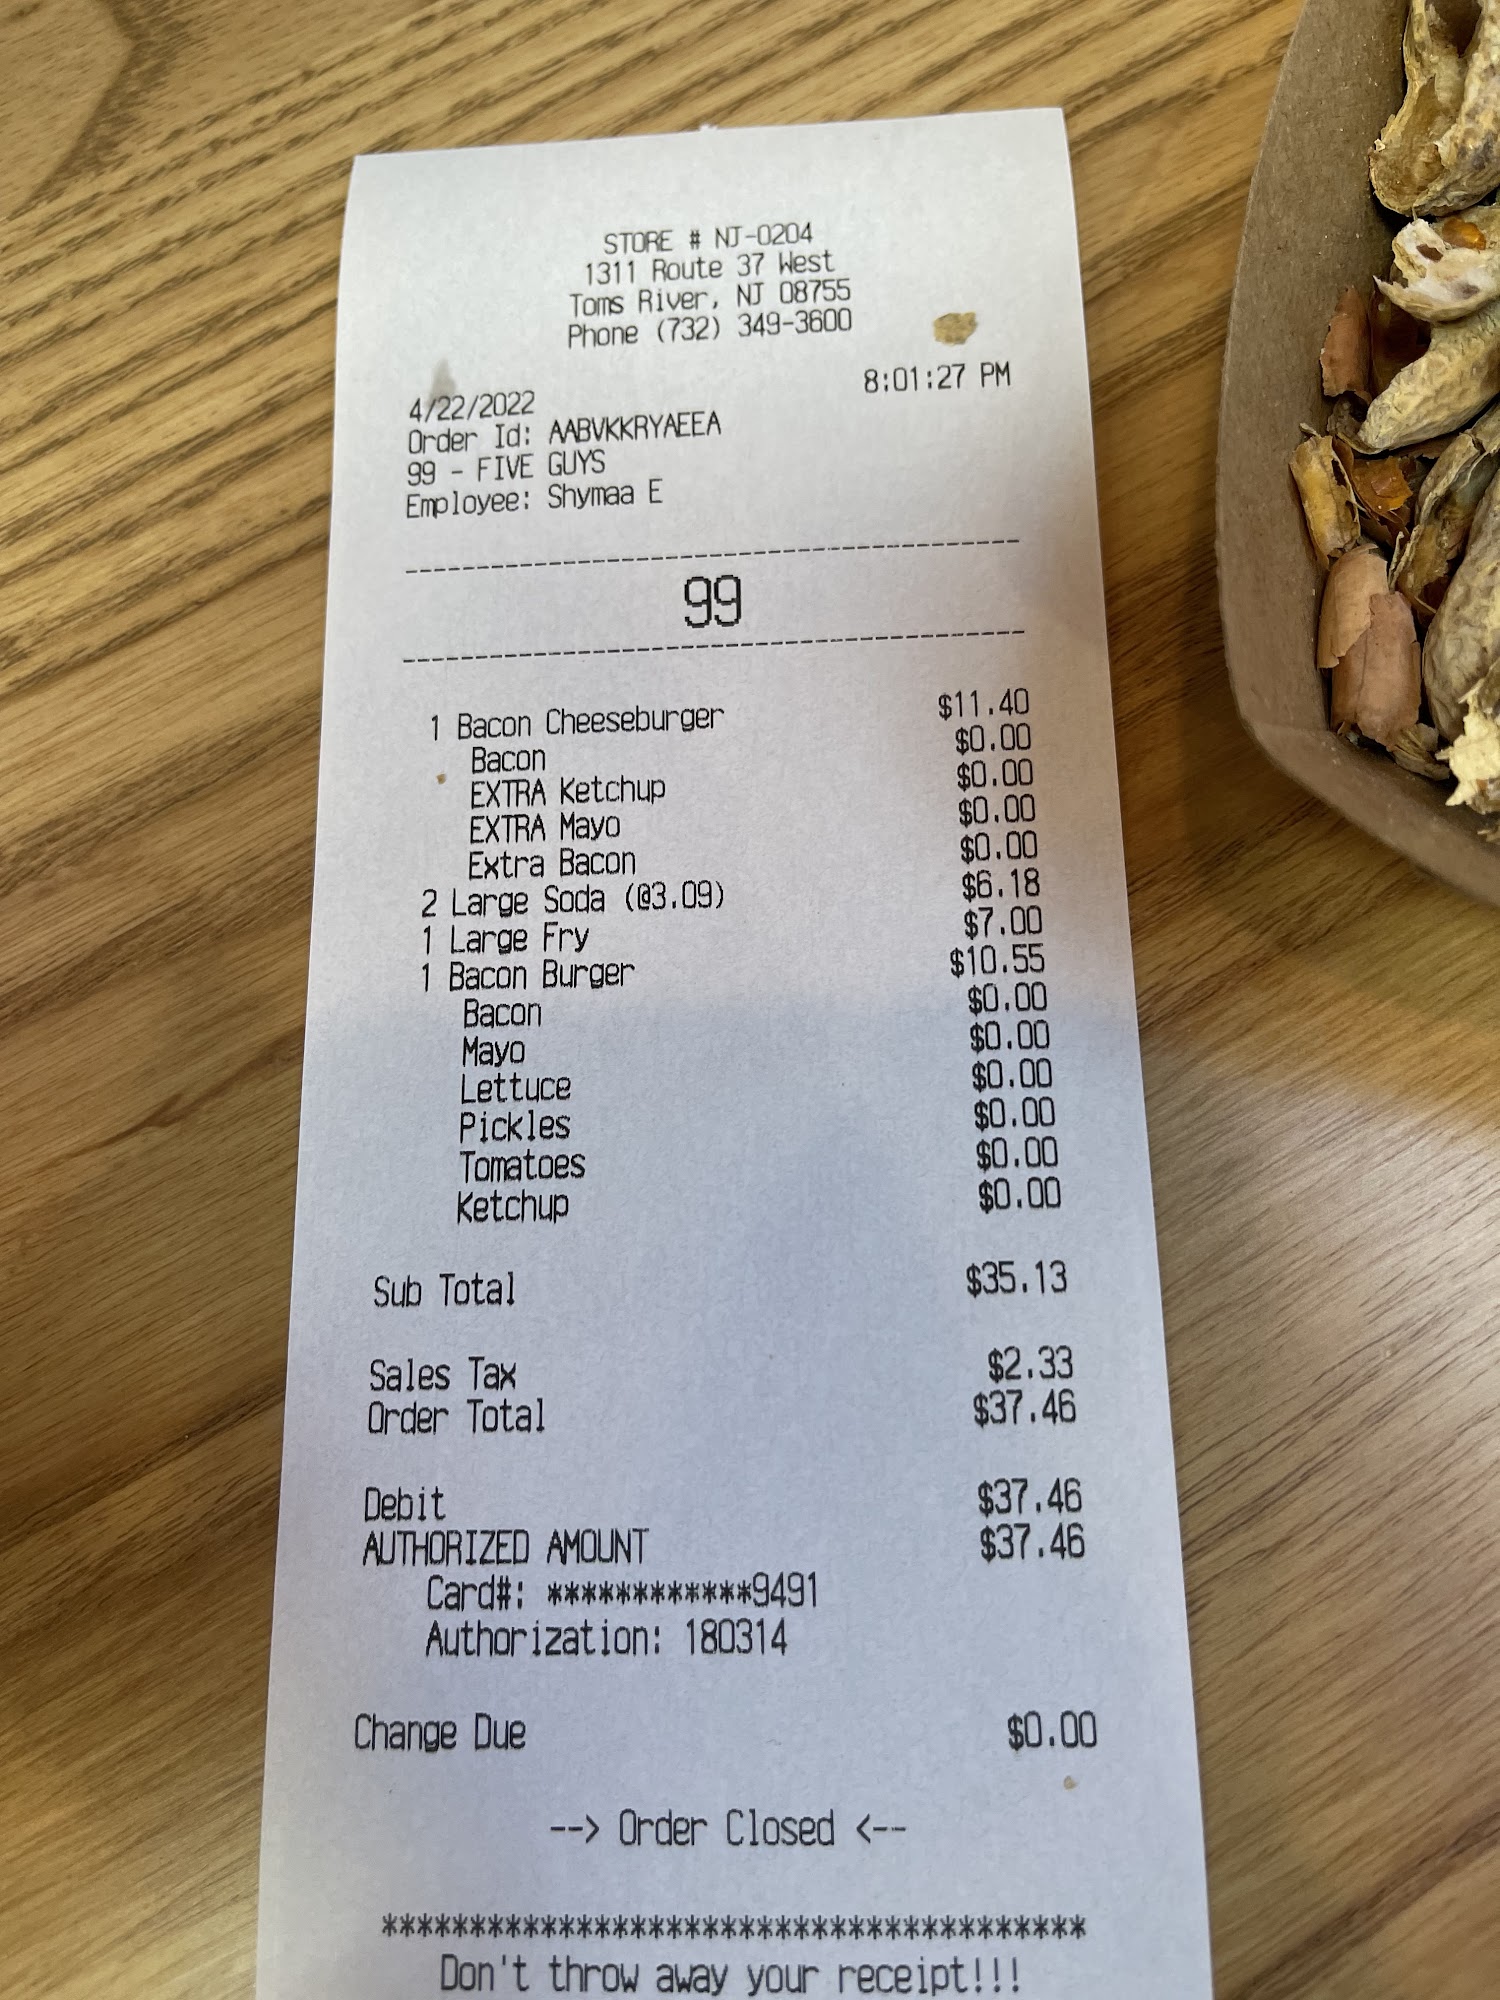 STORE # NJ-0204
1311 Route 37 West
Toms River, NJ 08755
Phone (732) 349-3600
4/22/2022 8:01:27 PM
Order Id: AABVKKRYAEEA
99 - FIVE GUYS
Employee: Shymaa E
----------------------------------------
99
----------------------------------------
1 Bacon Cheeseburger $11.40
Bacon $0.00
EXTRA Ketchup $0.00
EXTRA Mayo $0.00
Extra Bacon $0.00
2 Large Soda (@3.09) $6.18
1 Large Fry $7.00
1 Bacon Burger $10.55
Bacon $0.00
Mayo $0.00
Lettuce $0.00
Pickles $0.00
Tomatoes $0.00
Ketchup $0.00
Sub Total $35.13
Sales Tax $2.33
Order Total $37.46
Debit $37.46
AUTHORIZED AMOUNT $37.46
Card#: ************9491
Authorization: 180314
Change Due $0.00
--> Order Closed <--
****************************************
Don't throw away your receipt!!!